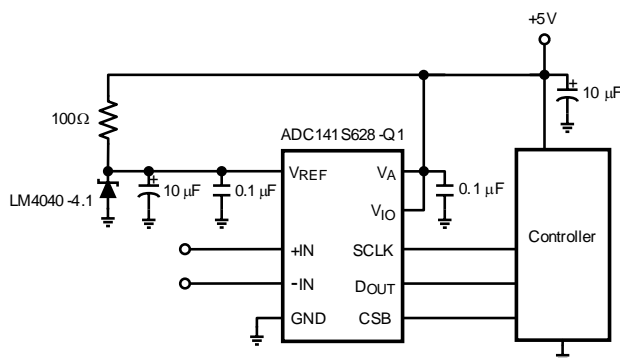 +5V
10 µF
100Ω
ADC141S628-Q1
LM4040-4.1
10 µF
0.1 µF
VREF
VA
0.1 µF
VIO
+IN
SCLK
Controller
-IN
DOUT
GND
CSB